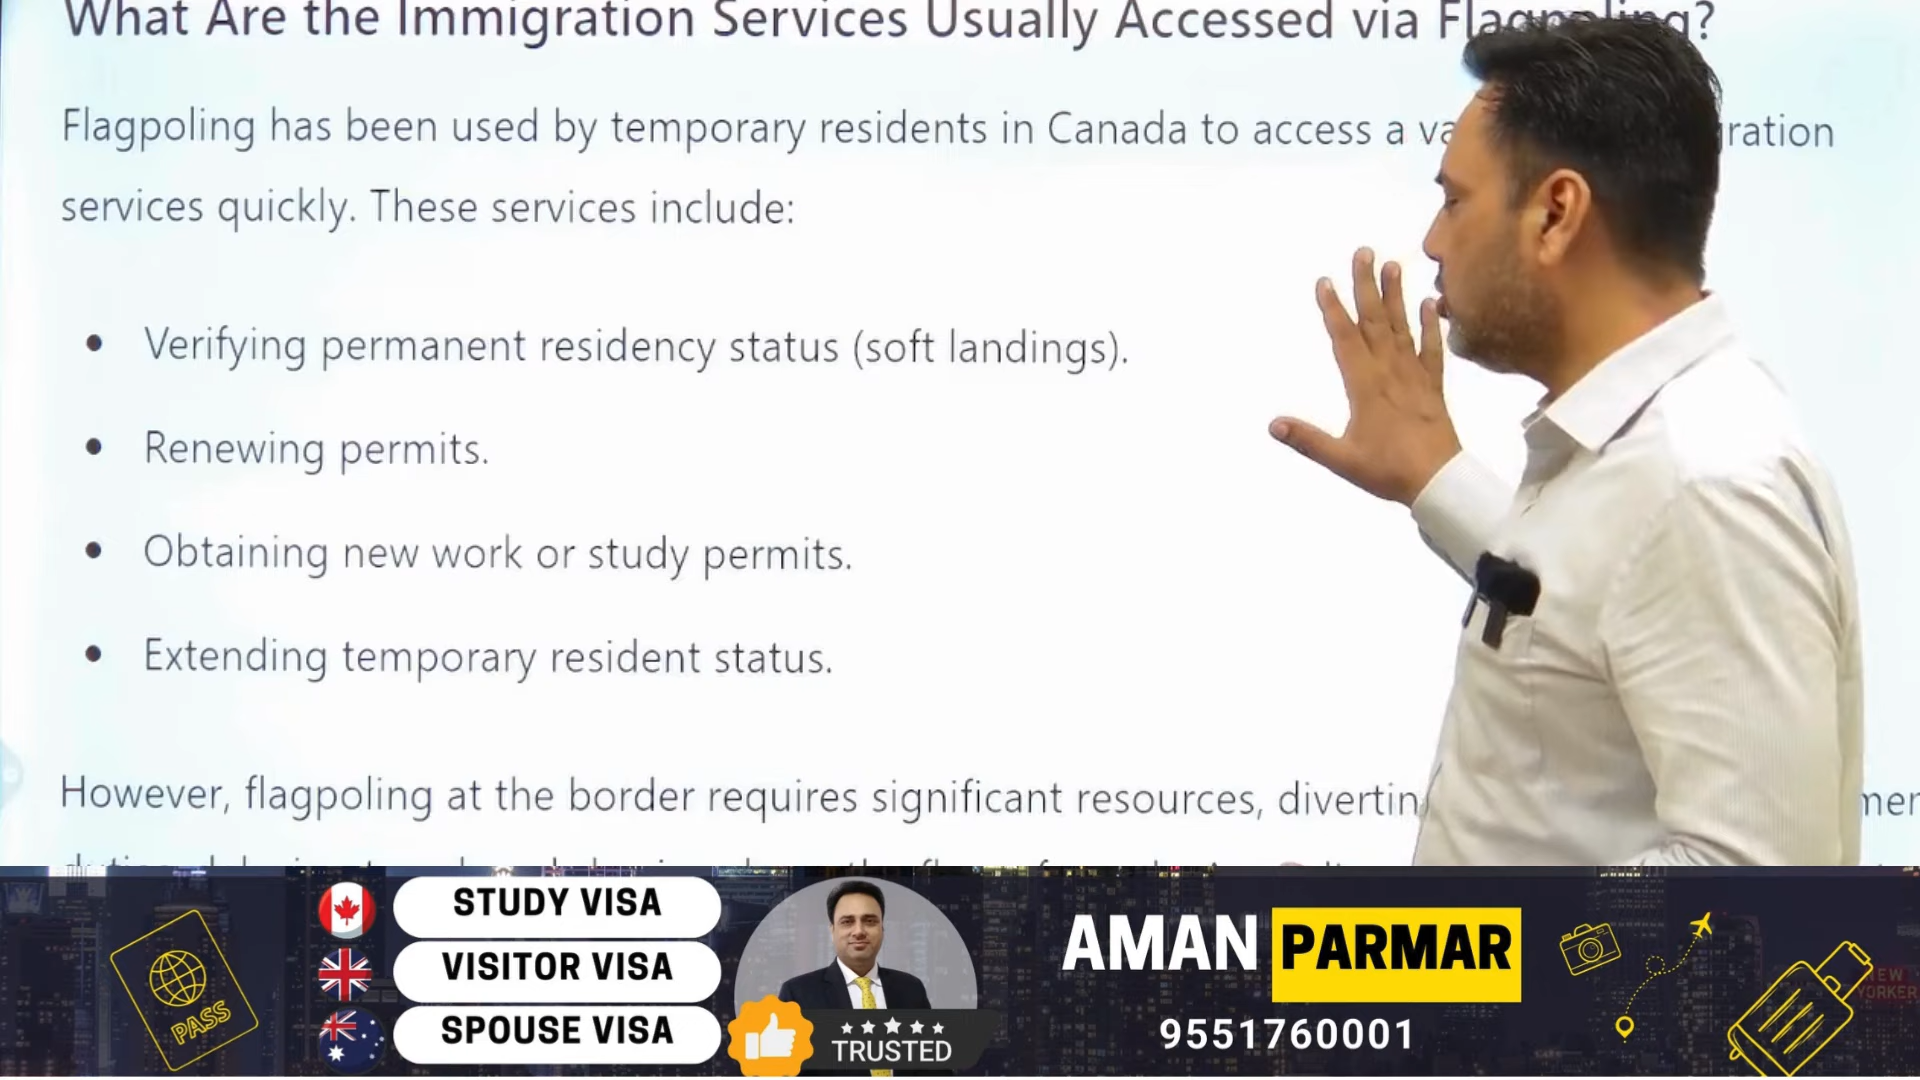 What Are the Immigration Services Usually Accessed via Flagpoling?
Flagpoling has been used by temporary residents in Canada to access a va ration
services quickly. These services include:
• Verifying permanent residency status (soft landings).
• Renewing permits.
• Obtaining new work or study permits.
• Extending temporary resident status.
However, flagpoling at the border requires significant resources, divertin
STUDY VISA
VISITOR VISA
SPOUSE VISA
PASS
TRUSTED
AMAN PARMAR
9551760001